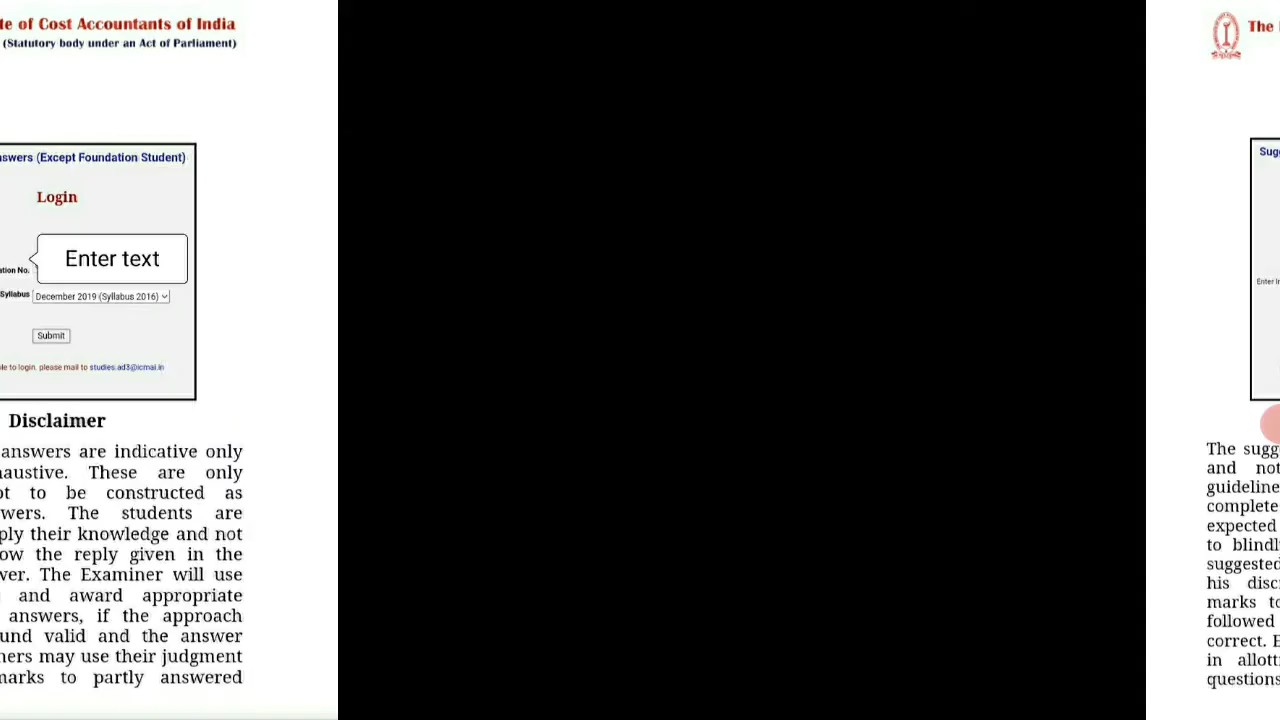 te of Cost Accountants of India
(Statutory body under an Act of Parliament)
nswers (Except Foundation Student)
Login
Enter text
ation No.
Syllabus December 2019 (Syllabus 2016)
Submit
le to login, please mail to studies.ad3@icmai.in
Disclaimer
answers are indicative only
haustive. These are only
ot to be constructed as
wers. The students are
ply their knowledge and not
ow the reply given in the
ver. The Examiner will use
and award appropriate
answers, if the approach
und valid and the answer
ners may use their judgment
marks to partly answered
The
Sugg
Enter
The sugg
and not
guideline
complete
expected
to blindl
suggested
his disc
marks to
followed
correct. E
in allott
questions